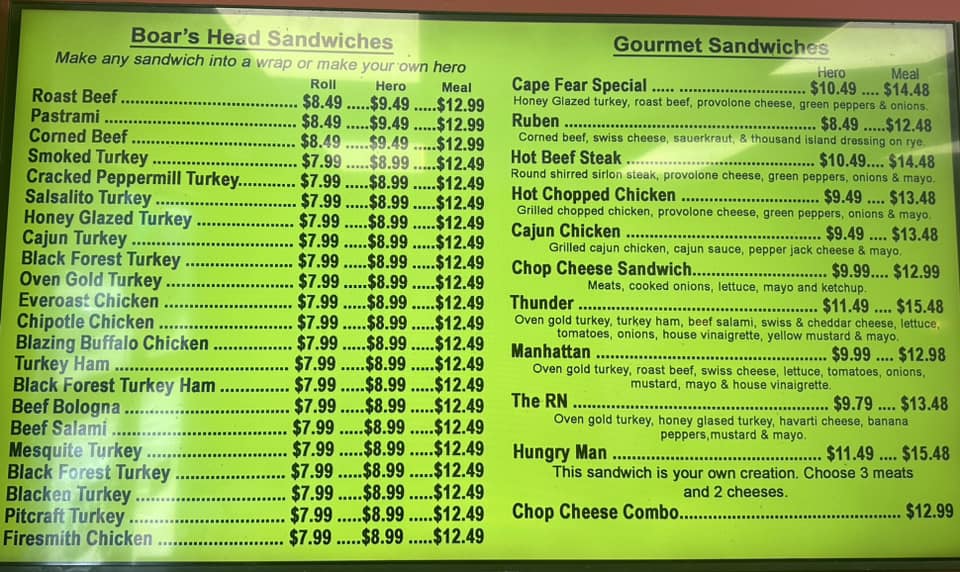 Boar's Head Sandwiches
Make any sandwich into a wrap or make your own hero
Roll Hero Meal
Roast Beef ........ $8.49 .....$9.49 .....$12.99
Pastrami ........ $8.49 .....$9.49 .....$12.99
Corned Beef ........ $8.49 .....$9.49 .....$12.99
Smoked Turkey ........ $7.99 .....$8.99 .....$12.49
Cracked Peppermill Turkey........ $7.99 .....$8.99 .....$12.49
Salsalito Turkey ........ $7.99 .....$8.99 .....$12.49
Honey Glazed Turkey ........ $7.99 .....$8.99 .....$12.49
Cajun Turkey ........ $7.99 .....$8.99 .....$12.49
Black Forest Turkey ........ $7.99 .....$8.99 .....$12.49
Oven Gold Turkey ........ $7.99 .....$8.99 .....$12.49
Everoast Chicken ........ $7.99 .....$8.99 .....$12.49
Chipotle Chicken ........ $7.99 .....$8.99 .....$12.49
Blazing Buffalo Chicken ........ $7.99 .....$8.99 .....$12.49
Turkey Ham ........ $7.99 .....$8.99 .....$12.49
Black Forest Turkey Ham ........ $7.99 .....$8.99 .....$12.49
Beef Bologna ........ $7.99 .....$8.99 .....$12.49
Beef Salami ........ $7.99 .....$8.99 .....$12.49
Mesquite Turkey ........ $7.99 .....$8.99 .....$12.49
Black Forest Turkey ........ $7.99 .....$8.99 .....$12.49
Blacken Turkey ........ $7.99 .....$8.99 .....$12.49
Pitcraft Turkey ........ $7.99 .....$8.99 .....$12.49
Firesmith Chicken ........ $7.99 .....$8.99 .....$12.49
Gourmet Sandwiches
Hero Meal
Cape Fear Special ..... ........ $10.49 .... $14.48
Honey Glazed turkey, roast beef, provolone cheese, green peppers & onions.
Ruben ........ $8.49 .....$12.48
Corned beef, swiss cheese, sauerkraut, & thousand island dressing on rye.
Hot Beef Steak ........ $10.49.... $14.48
Round shirred sirlon steak, provolone cheese, green peppers, onions & mayo.
Hot Chopped Chicken ........ $9.49 .... $13.48
Grilled chopped chicken, provolone cheese, green peppers, onions & mayo.
Cajun Chicken ........ $9.49 .... $13.48
Grilled cajun chicken, cajun sauce, pepper jack cheese & mayo.
Chop Cheese Sandwich........ $9.99.... $12.99
Meats, cooked onions, lettuce, mayo and ketchup.
Thunder ........ $11.49 .... $15.48
Oven gold turkey, turkey ham, beef salami, swiss & cheddar cheese, lettuce,
tomatoes, onions, house vinaigrette, yellow mustard & mayo.
Manhattan ........ $9.99 .... $12.98
Oven gold turkey, roast beef, swiss cheese, lettuce, tomatoes, onions,
mustard, mayo & house vinaigrette.
The RN ........ $9.79 .... $13.48
Oven gold turkey, honey glased turkey, havarti cheese, banana
peppers,mustard & mayo.
Hungry Man ........ $11.49 .... $15.48
This sandwich is your own creation. Choose 3 meats
and 2 cheeses.
Chop Cheese Combo........ $12.99